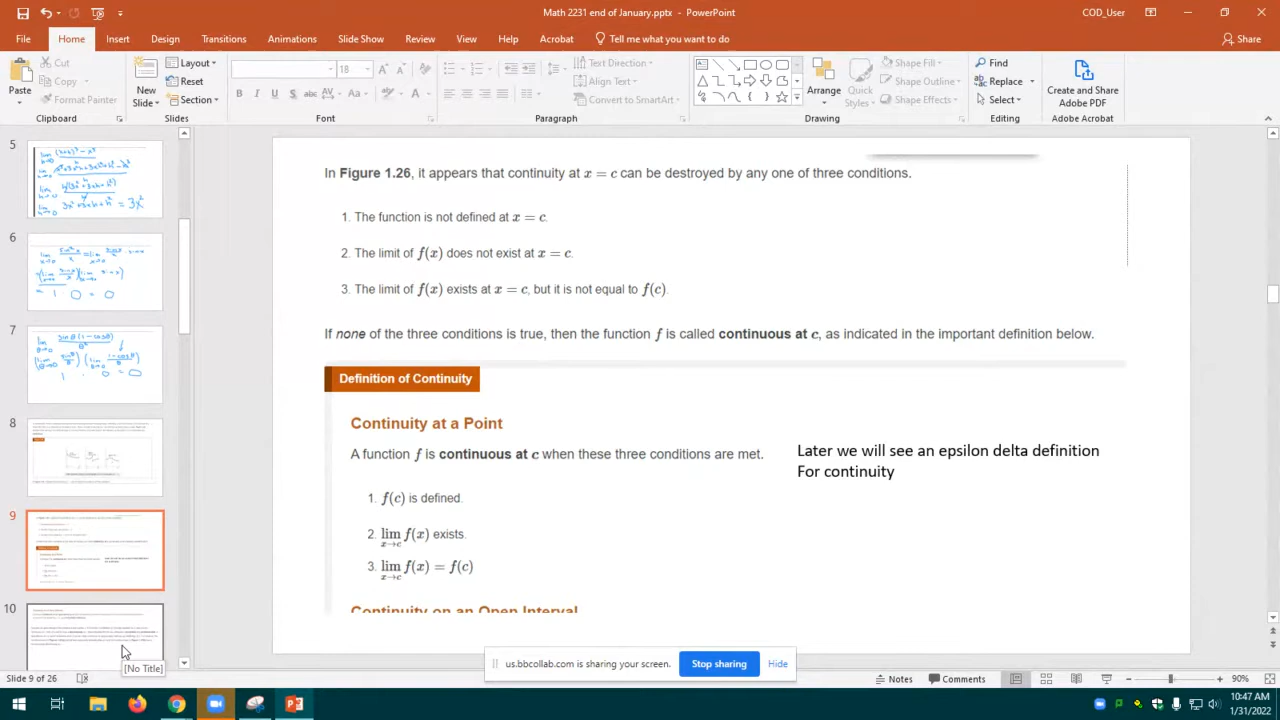 Math 2231 end of January.pptx - PowerPoint
COD_User
File Home Insert Design Transitions Animations Slide Show Review View Help Acrobat Tell me what you want to do Share
Paste
Cut
Copy
Format Painter
Clipboard
New
Slide
Layout
Reset
Section
Slides
18
Font
Text Direction
Align Text
Convert to SmartArt
Paragraph
Arrange
Quick
Styles
Shape Fill
Shape Outline
Shape Effects
Drawing
Find
Replace
Select
Editing
Create and Share
Adobe PDF
Adobe Acrobat
5
6
7
8
9
10
[No Title]
In Figure 1.26, it appears that continuity at x = c can be destroyed by any one of three conditions.
1. The function is not defined at x = c.
2. The limit of f(x) does not exist at x = c.
3. The limit of f(x) exists at x = c, but it is not equal to f(c).
If none of the three conditions is true, then the function f is called continuous at c, as indicated in the important definition below.
Definition of Continuity
Continuity at a Point
A function f is continuous at c when these three conditions are met.
1. f(c) is defined.
2. lim x→c f(x) exists.
3. lim x→c f(x) = f(c)
Continuity on an Open Interval
Later we will see an epsilon delta definition
For continuity
us.bbcollab.com is sharing your screen. Stop sharing Hide
Slide 9 of 26
Notes Comments 90%
10:47 AM
1/31/2022